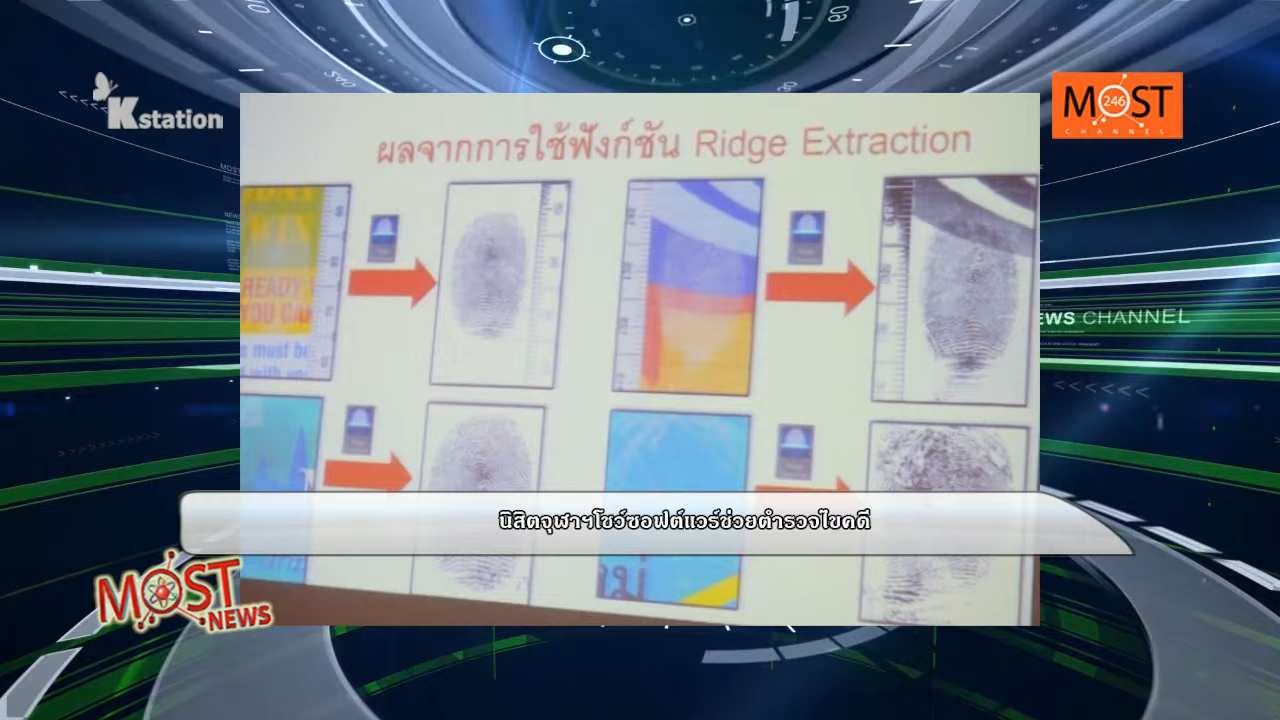 Kstation
MOST
246
CHANNEL
ผลจากการใช้ฟังก์ชัน Ridge Extraction
READY
YOU CAN
s must be
NEWS CHANNEL
นิสิตจุฬาฯโชว์ซอฟต์แวร์ช่วยตำรวจไขคดี
MOST
NEWS